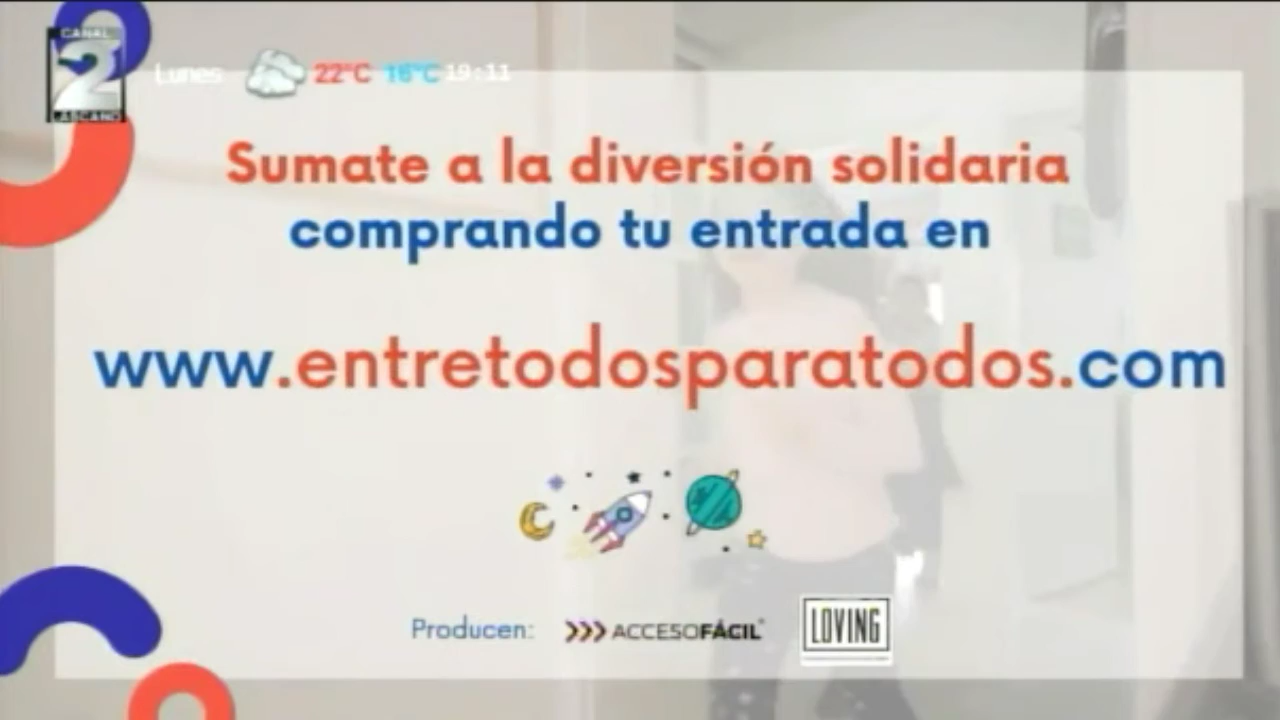 CANAL
2
LASCANO
Lunes 22°C 16°C 19:11
Sumate a la diversión solidaria
comprando tu entrada en
www.entretodosparatodos.com
Producen: ACCESOFÁCIL® LOVING